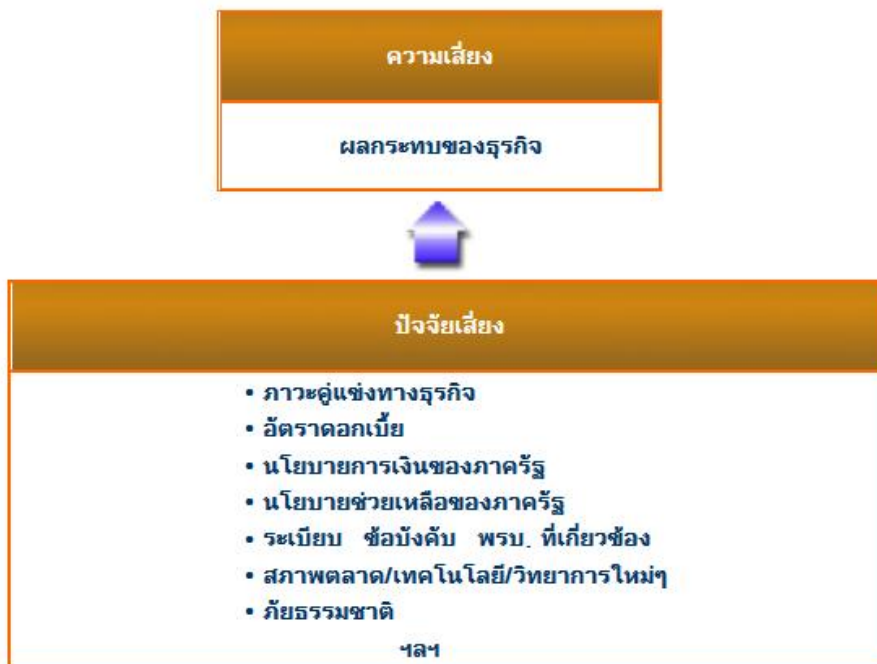 ความเสี่ยง
ผลกระทบของธุรกิจ
ปัจจัยเสี่ยง
• ภาวะคู่แข่งทางธุรกิจ
• อัตราดอกเบี้ย
• นโยบายการเงินของภาครัฐ
• นโยบายช่วยเหลือของภาครัฐ
• ระเบียบ ข้อบังคับ พรบ. ที่เกี่ยวข้อง
• สภาพตลาด/เทคโนโลยี/วิทยาการใหม่ๆ
• ภัยธรรมชาติ
ฯลฯ